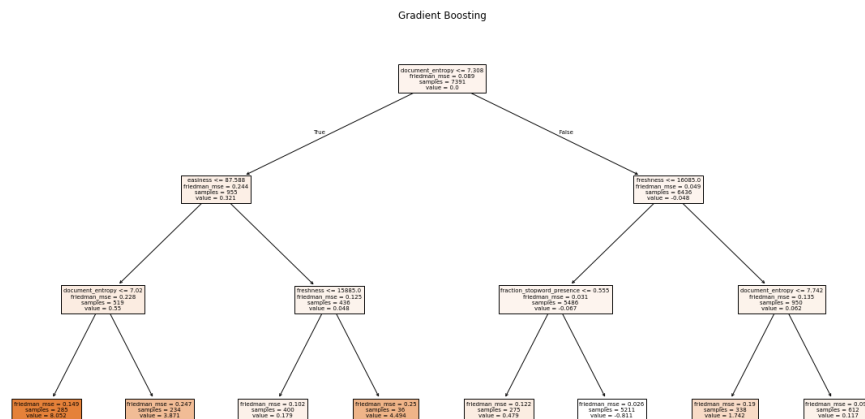 Gradient Boosting
document_entropy <= 7.308
friedman_mse = 0.089
samples = 7391
value = 0.0
True
False
easiness <= 87.588
friedman_mse = 0.244
samples = 955
value = 0.321
freshness <= 16085.0
friedman_mse = 0.049
samples = 6436
value = -0.048
document_entropy <= 7.02
friedman_mse = 0.228
samples = 519
value = 0.55
freshness <= 15885.0
friedman_mse = 0.125
samples = 436
value = 0.048
fraction_stopword_presence <= 0.555
friedman_mse = 0.031
samples = 5486
value = -0.067
document_entropy <= 7.742
friedman_mse = 0.135
samples = 950
value = 0.062
friedman_mse = 0.149
samples = 285
value = 8.052
friedman_mse = 0.247
samples = 234
value = 3.871
friedman_mse = 0.102
samples = 400
value = 0.179
friedman_mse = 0.25
samples = 36
value = 4.494
friedman_mse = 0.122
samples = 275
value = 0.479
friedman_mse = 0.026
samples = 5211
value = -0.811
friedman_mse = 0.19
samples = 338
value = 1.742
friedman_mse = 0.09
samples = 612
value = 0.117